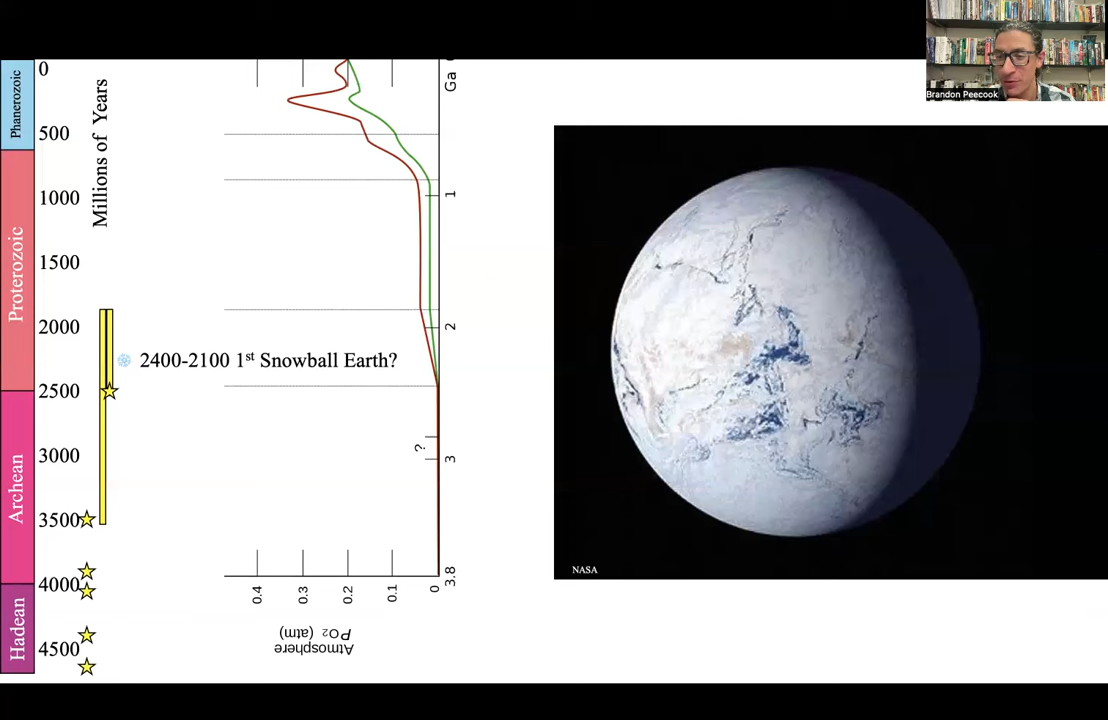 Brandon Peecook
Phanerozoic
Proterozoic
Archean
Hadean
0
500
1000
1500
2000
2500
3000
3500
4000
4500
Millions of Years
2400-2100 1st Snowball Earth?
Ga
1
2
3
?
3.8
0.4
0.3
0.2
0.1
0
Atmosphere
PO2 (atm)
NASA